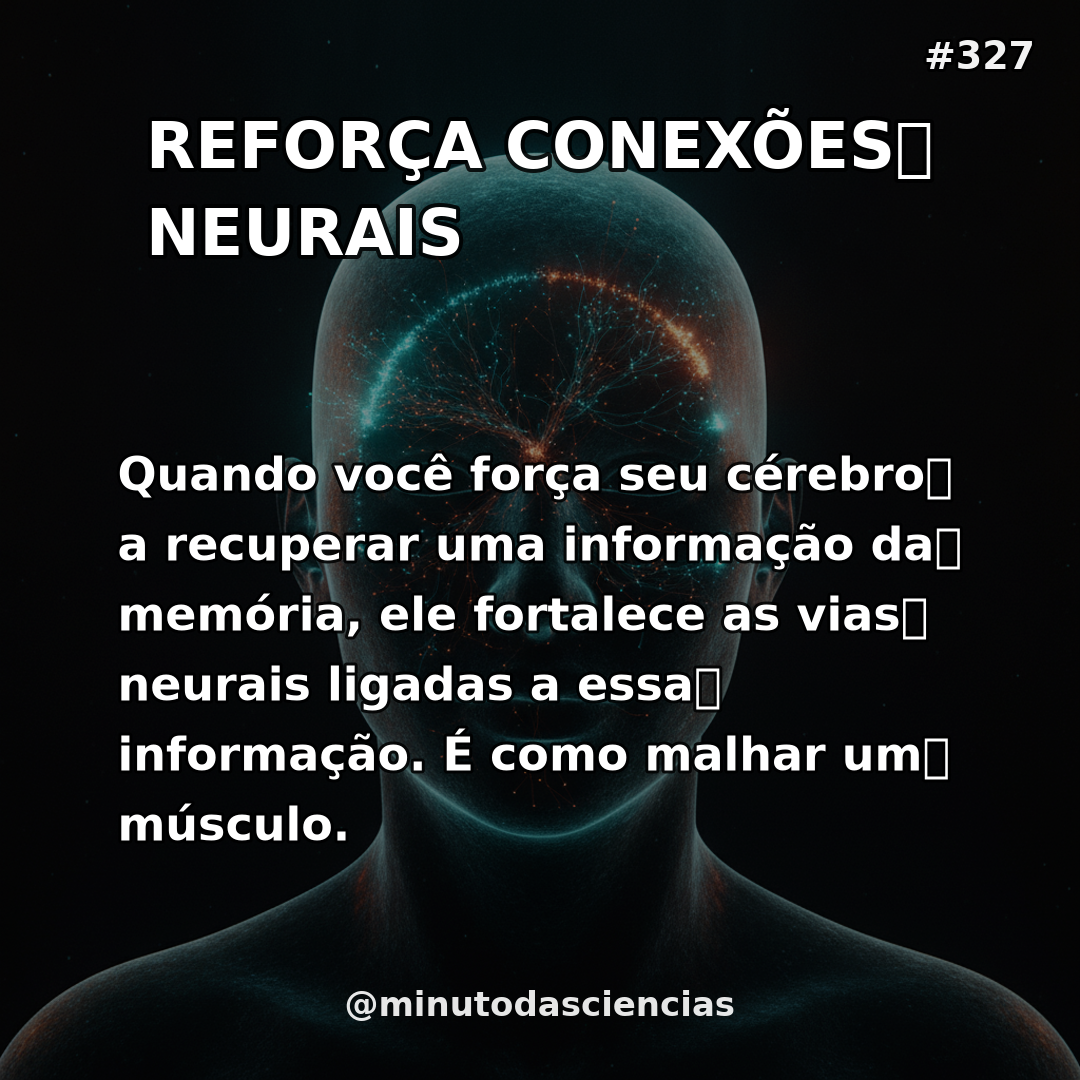 #327
REFORÇA CONEXÕES
NEURAIS
Quando você força seu cérebro
a recuperar uma informação da
memória, ele fortalece as vias
neurais ligadas a essa
informação. É como malhar um
músculo.
@minutodasciencias